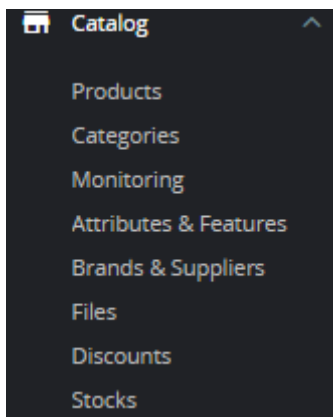 Catalog
Products
Categories
Monitoring
Attributes & Features
Brands & Suppliers
Files
Discounts
Stocks